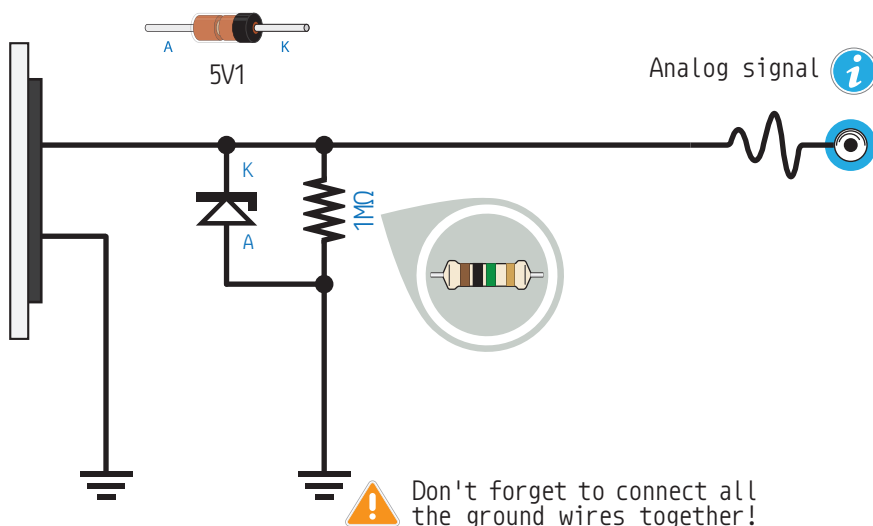 A
K
5V1
Analog signal
i
K
A
1MΩ
Don't forget to connect all
the ground wires together!